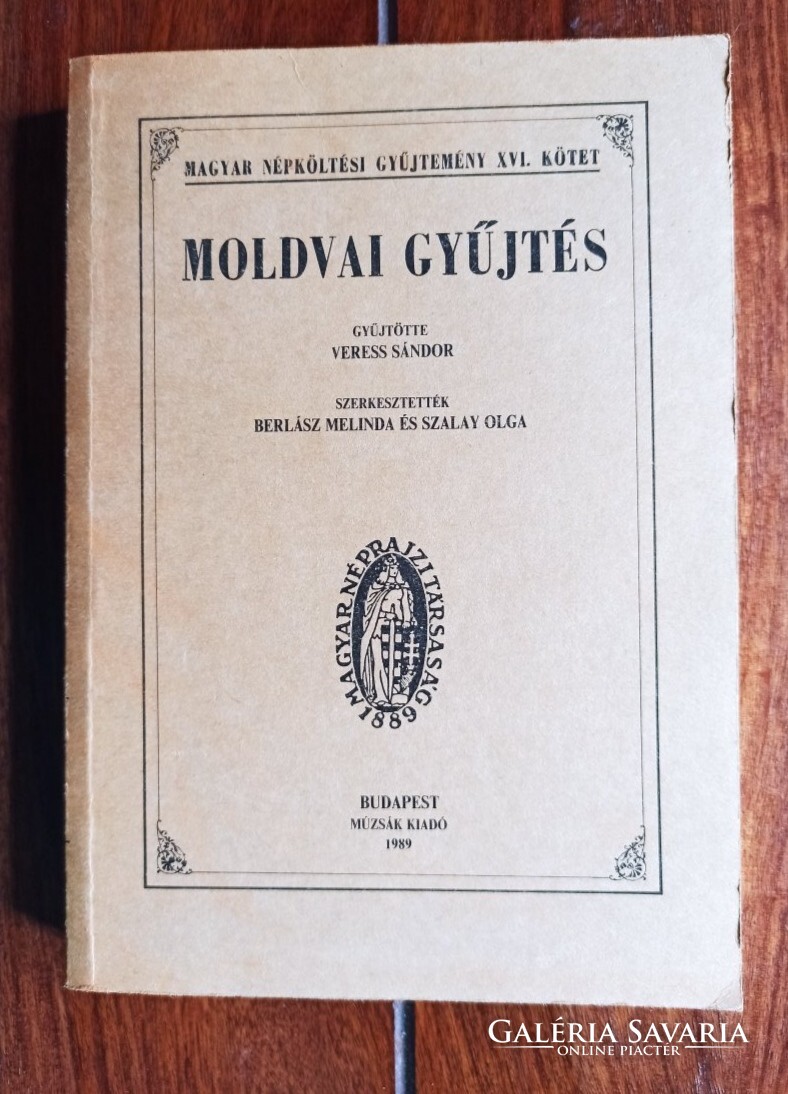 MAGYAR NÉPKÖLTÉSI GYŰJTEMÉNY XVI. KÖTET
MOLDVAI GYŰJTÉS
GYŰJTÖTTE
VERESS SÁNDOR
SZERKESZTETTÉK
BERLÁSZ MELINDA ÉS SZALAY OLGA
MAGYAR NÉPRAJZI TÁRSASÁG
1889
BUDAPEST
MÚZSÁK KIADÓ
1989
GALÉRIA SAVARIA
ONLINE PIACTÉR